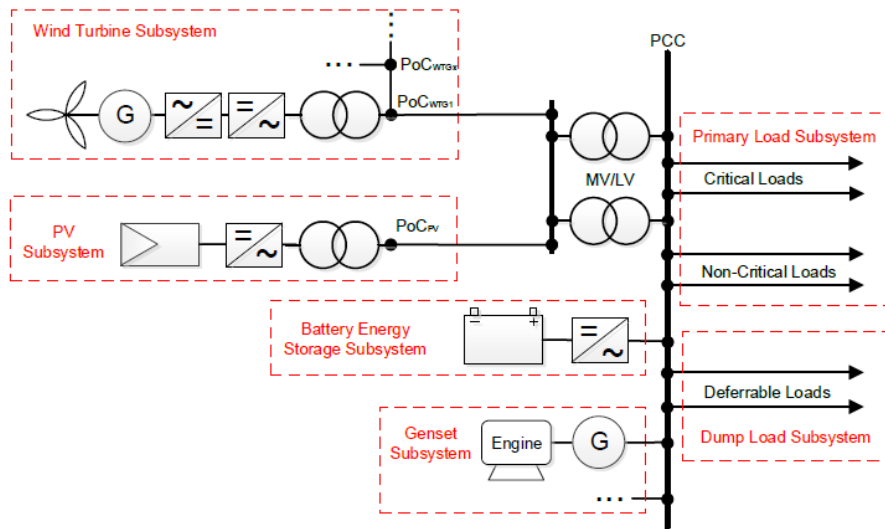 Wind Turbine Subsystem
PoCWTGx
PoCWTG1
G
PCC
Primary Load Subsystem
Critical Loads
MV/LV
Non-Critical Loads
PV
Subsystem
PoCPV
Battery Energy
Storage Subsystem
Deferrable Loads
Dump Load Subsystem
Genset
Subsystem
Engine
G